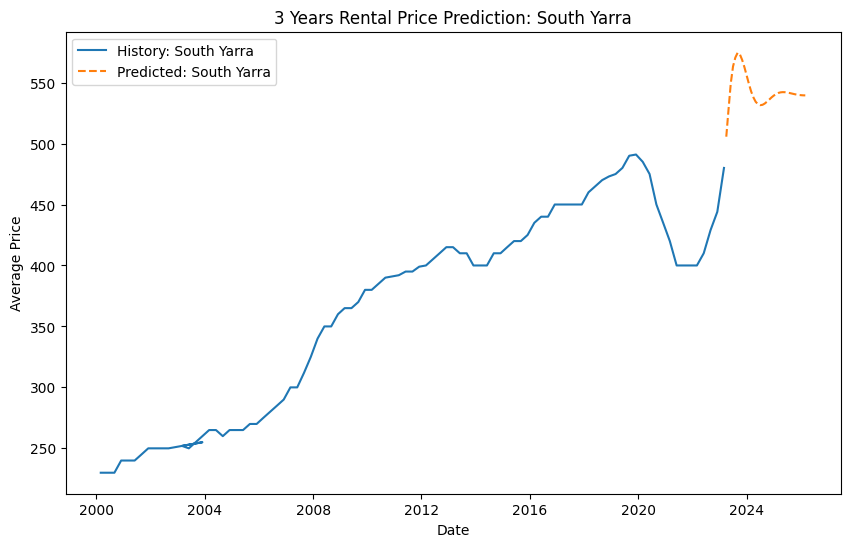 3 Years Rental Price Prediction: South Yarra
History: South Yarra
Predicted: South Yarra
Average Price
550
500
450
400
350
300
250
2000 2004 2008 2012 2016 2020 2024
Date